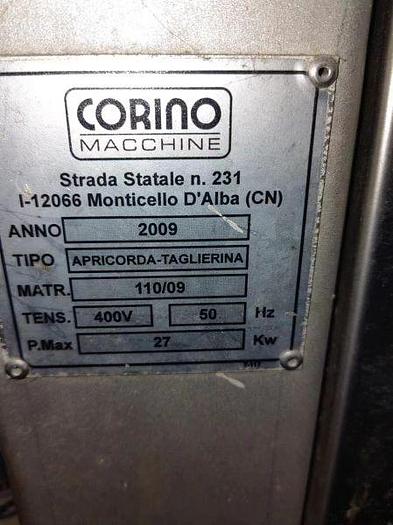 CORINO
MACCHINE
Strada Statale n. 231
I-12066 Monticello D'Alba (CN)
ANNO 2009
TIPO APRICORDA-TAGLIERINA
MATR. 110/09
TENS. 400V 50 Hz
P.Max 27 Kw